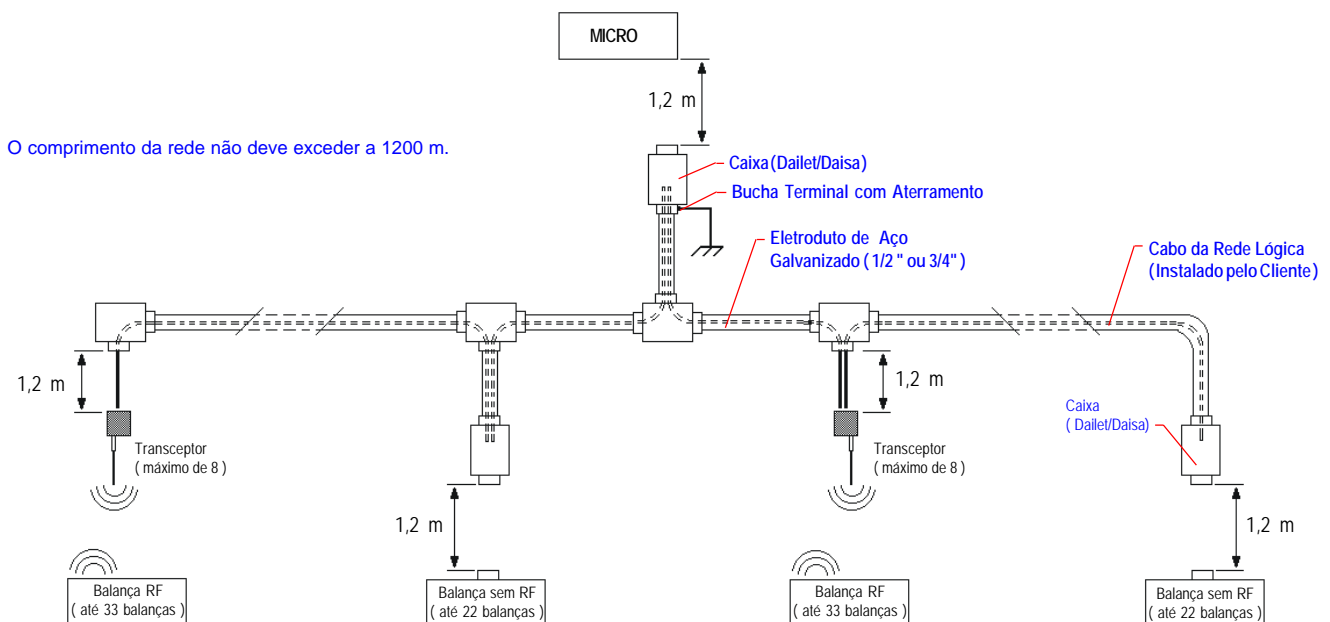 MICRO
1,2 m
O comprimento da rede não deve exceder a 1200 m.
Caixa (Dailet/Daisa)
Bucha Terminal com Aterramento
Eletroduto de Aço
Galvanizado ( 1/2 " ou 3/4" )
Cabo da Rede Lógica
(Instalado pelo Cliente)
1,2 m
1,2 m
Caixa
( Dailet/Daisa)
Transceptor
( máximo de 8 )
Transceptor
( máximo de 8 )
1,2 m
1,2 m
Balança RF
( até 33 balanças )
Balança sem RF
( até 22 balanças )
Balança RF
( até 33 balanças )
Balança sem RF
( até 22 balanças )